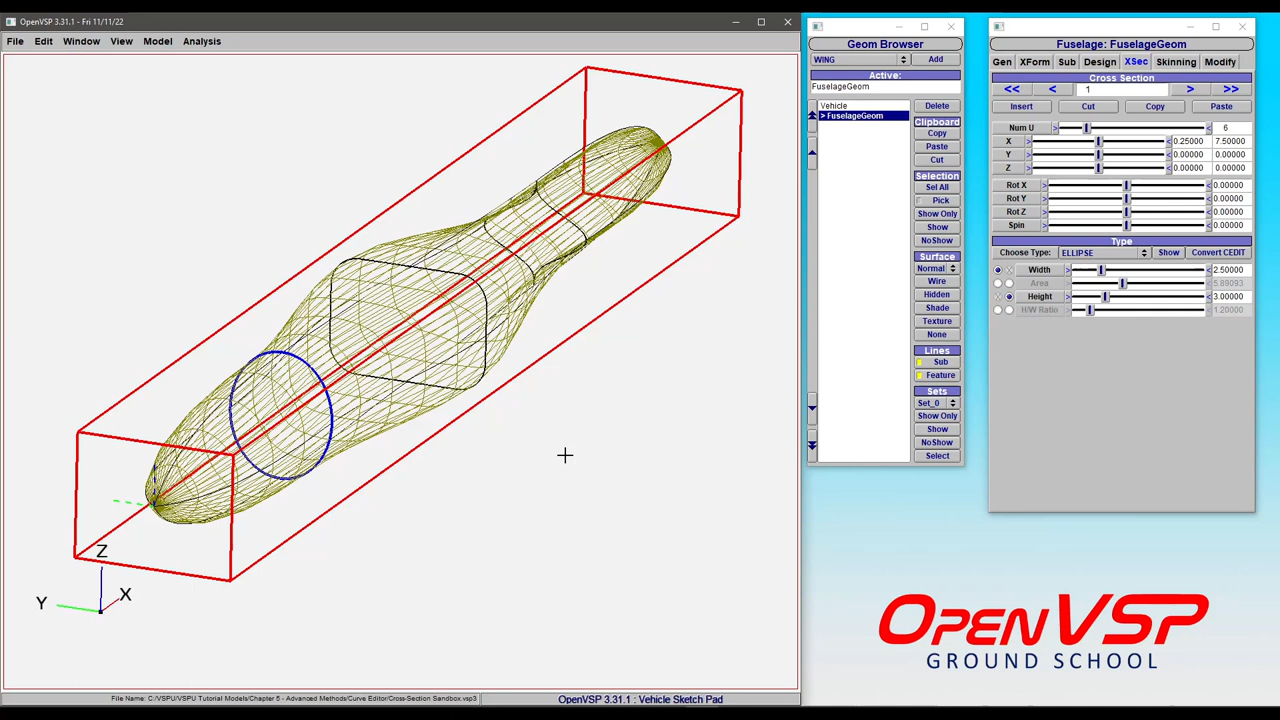 OpenVSP 3.31.1 - Fri 11/11/22
File Edit Window View Model Analysis
Z
Y
X
File Name: C:/VSPU/VSPU Tutorial Models/Chapter 5 - Advanced Methods/Curve Editor/Cross-Section Sandbox.vsp3
OpenVSP 3.31.1 : Vehicle Sketch Pad
Geom Browser
WING Add
Active:
FuselageGeom
Vehicle
> FuselageGeom
Delete
Clipboard
Copy
Paste
Cut
Selection
Sel All
Pick
Show Only
Show
NoShow
Surface
Normal
Wire
Hidden
Shade
Texture
None
Lines
Sub
Feature
Sets
Set_0
Show Only
Show
NoShow
Select
Fuselage: FuselageGeom
Gen XForm Sub Design XSec Skinning Modify
Cross Section
<< < 1 > >>
Insert Cut Copy Paste
Num U > < 6
X > < 0.25000 7.50000
Y > < 0.00000 0.00000
Z > < 0.00000 0.00000
Rot X > < 0.00000
Rot Y > < 0.00000
Rot Z > < 0.00000
Spin > < 0.00000
Type
Choose Type: ELLIPSE Show Convert CEDIT
Width > < 2.50000
Area > < 5.89093
Height > < 3.00000
H/W Ratio > < 1.20000
OPENVSP
GROUND SCHOOL